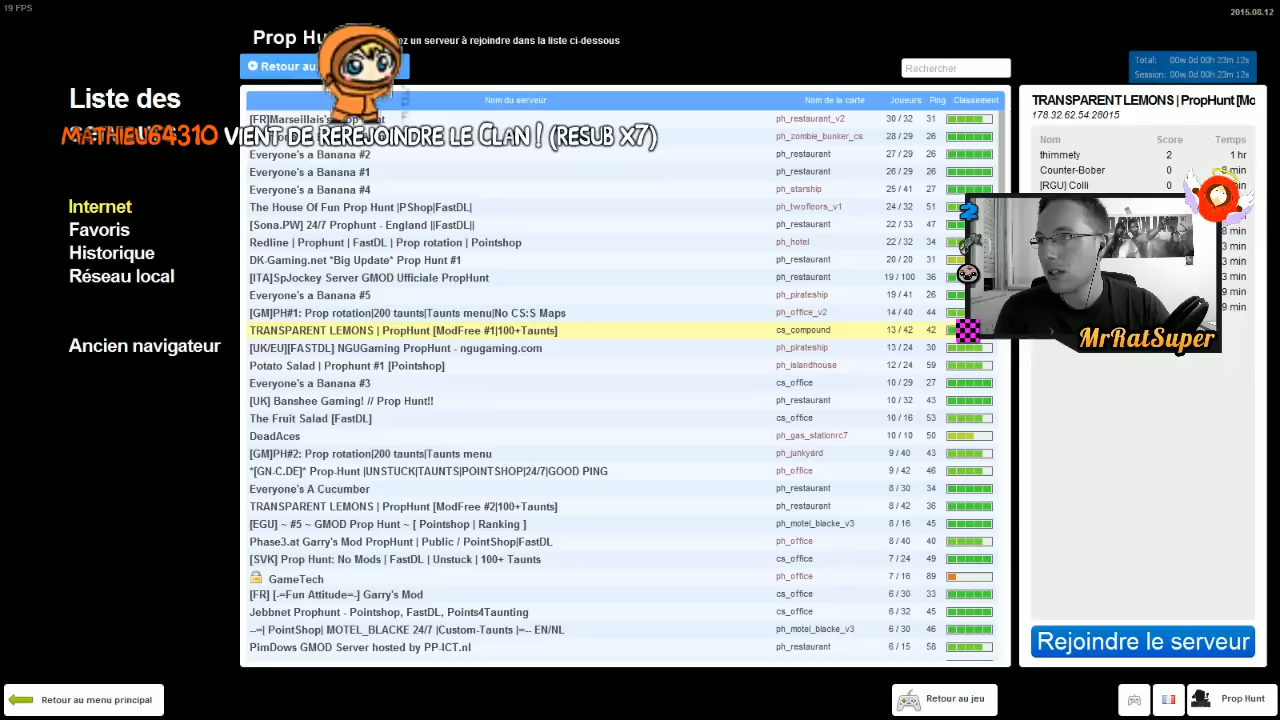 19 FPS
2015.08.12
Prop Hu
ez un serveur à rejoindre dans la liste ci-dessous
Retour au
Rechercher
Total: 00w 0d 00h 23m 12s
Session: 00w 0d 00h 23m 12s
Liste des
MATHIEU64310 VIENT DE REREJOINDRE LE CLAN ! (RESUB X7)
Internet
Favoris
Historique
Réseau local
Ancien navigateur
Nom du serveur Nom de la carte Joueurs Ping Classement
[FR]Marseillais's ph_restaurant_v2 30 / 32 31
ph_zombie_bunker_cs 28 / 29 26
Everyone's a Banana #2 ph_restaurant 27 / 29 26
Everyone's a Banana #1 ph_restaurant 26 / 29 26
Everyone's a Banana #4 ph_starship 25 / 41 27
The House Of Fun Prop Hunt |PShop|FastDL| ph_twofloors_v1 24 / 32 51
[Sona.PW] 24/7 Prophunt - England ||FastDL|| ph_restaurant 22 / 33 47
Redline | Prophunt | FastDL | Prop rotation | Pointshop ph_hotel 22 / 32 34
DK-Gaming.net *Big Update* Prop Hunt #1 ph_restaurant 20 / 20 31
[ITA]SpJockey Server GMOD Ufficiale PropHunt ph_restaurant 19 / 100 36
Everyone's a Banana #5 ph_pirateship 19 / 41 26
[GM]PH#1: Prop rotation|200 taunts|Taunts menu|No CS:S Maps ph_office_v2 14 / 40 44
TRANSPARENT LEMONS | PropHunt [ModFree #1|100+Taunts] cs_compound 13 / 42 42
[UK/EU][FASTDL] NGUGaming PropHunt - ngugaming.com ph_pirateship 13 / 24 30
Potato Salad | Prophunt #1 [Pointshop] ph_islandhouse 12 / 24 59
Everyone's a Banana #3 cs_office 10 / 29 27
[UK] Banshee Gaming! // Prop Hunt!! ph_restaurant 10 / 32 43
The Fruit Salad [FastDL] cs_office 10 / 16 53
DeadAces ph_gas_stationrc7 10 / 10 50
[GM]PH#2: Prop rotation|200 taunts|Taunts menu ph_junkyard 9 / 40 43
*[GN-C.DE]* Prop-Hunt |UNSTUCK|TAUNTS|POINTSHOP|24/7|GOOD PING ph_office 9 / 42 46
Everyone's A Cucumber ph_restaurant 8 / 30 34
TRANSPARENT LEMONS | PropHunt [ModFree #2|100+Taunts] ph_restaurant 8 / 42 36
[EGU] ~ #5 ~ GMOD Prop Hunt ~ [ Pointshop | Ranking ] ph_motel_blacke_v3 8 / 16 45
Phase3.at Garry's Mod PropHunt | Public / PointShop|FastDL ph_office 8 / 40 40
[SVK] Prop Hunt: No Mods | FastDL | Unstuck | 100+ Taunts cs_office 7 / 24 49
GameTech ph_office 7 / 16 89
[FR] [-=Fun Attitude=-] Garry's Mod cs_office 6 / 30 33
Jebbnet Prophunt - Pointshop, FastDL, Points4Taunting cs_office 6 / 32 45
--=| PointShop| MOTEL_BLACKE 24/7 |Custom-Taunts |=-- EN/NL ph_motel_blacke_v3 6 / 30 46
PimDows GMOD Server hosted by PP-ICT.nl ph_restaurant 6 / 15 58
TRANSPARENT LEMONS | PropHunt [Mo
178.32.62.54:28015
Nom Score Temps
thimmety 2 1 hr
Counter-Bober 0 min
[RGU] Colli 0
8 min
3 min
3 min
3 min
9 min
2
MrRatSuper
Rejoindre le serveur
Retour au menu principal
Retour au jeu
Prop Hunt